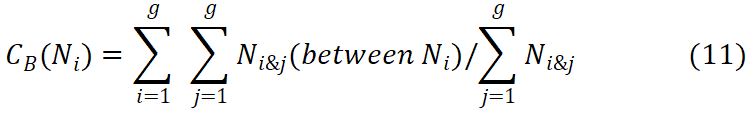 C_B(N_i) = \sum_{i=1}^{g} \sum_{j=1}^{g} N_{i\&j}(between N_i) / \sum_{j=1}^{g} N_{i\&j} (11)